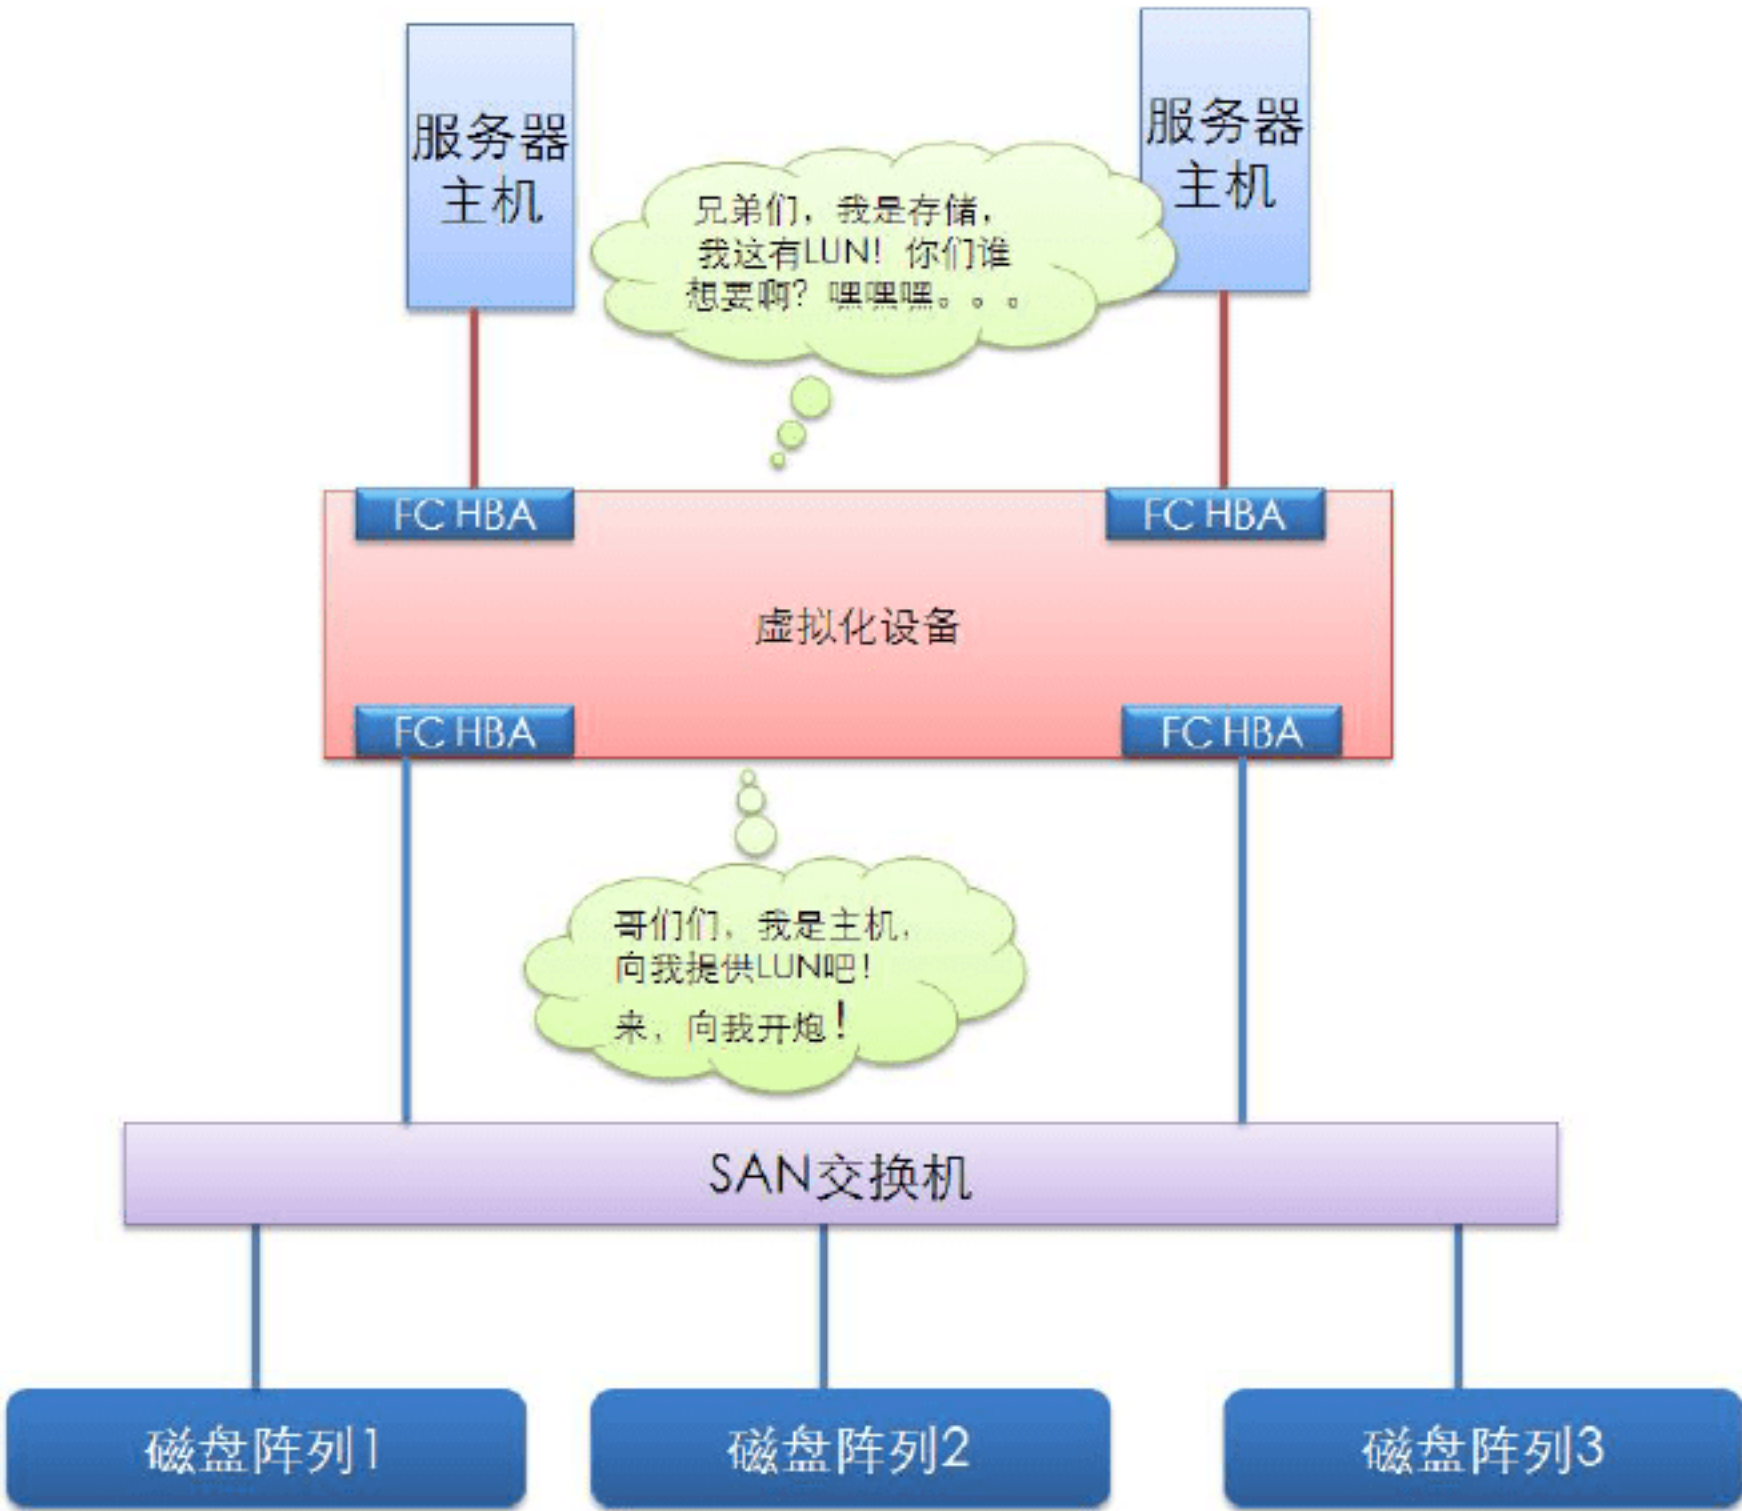 服务器
主机
服务器
主机
兄弟们，我是存储，
我这有LUN！你们谁
想要啊？嘿嘿嘿。。。
FC HBA
FC HBA
虚拟化设备
FC HBA
FC HBA
哥们们，我是主机，
向我提供LUN吧！
来，向我开炮！
SAN交换机
磁盘阵列1
磁盘阵列2
磁盘阵列3